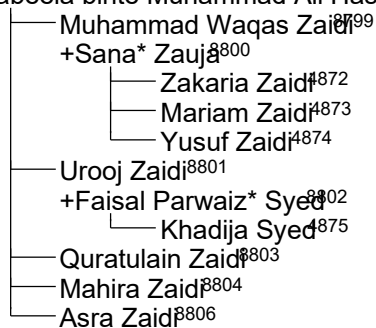 Muhammad Waqas Zaidi8799
+Sana* Zauja8800
Zakaria Zaidi4872
Mariam Zaidi4873
Yusuf Zaidi4874
Urooj Zaidi8801
+Faisal Parwaiz* Syed8802
Khadija Syed4875
Quratulain Zaidi8803
Mahira Zaidi8804
Asra Zaidi8806